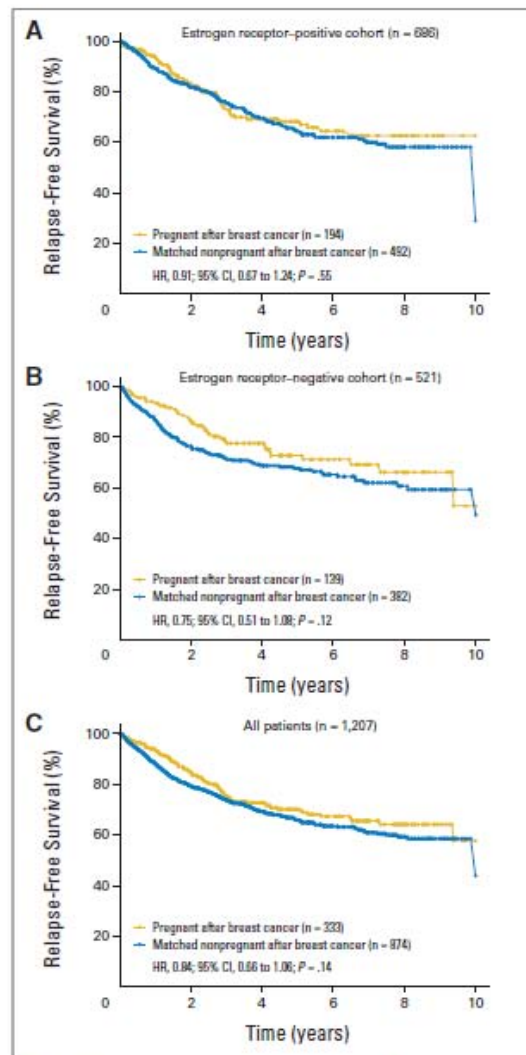 A
Estrogen receptor–positive cohort (n = 686)
Relapse-Free Survival (%)
100
80
60
40
20
0
Pregnant after breast cancer (n = 194)
Matched nonpregnant after breast cancer (n = 492)
HR, 0.91; 95% CI, 0.67 to 1.24; P = .55
2 4 6 8 10
Time (years)
B
Estrogen receptor–negative cohort (n = 521)
Relapse-Free Survival (%)
100
80
60
40
20
0
Pregnant after breast cancer (n = 139)
Matched nonpregnant after breast cancer (n = 382)
HR, 0.75; 95% CI, 0.51 to 1.08; P = .12
2 4 6 8 10
Time (years)
C
All patients (n = 1,207)
Relapse-Free Survival (%)
100
80
60
40
20
0
Pregnant after breast cancer (n = 333)
Matched nonpregnant after breast cancer (n = 874)
HR, 0.84; 95% CI, 0.66 to 1.06; P = .14
2 4 6 8 10
Time (years)